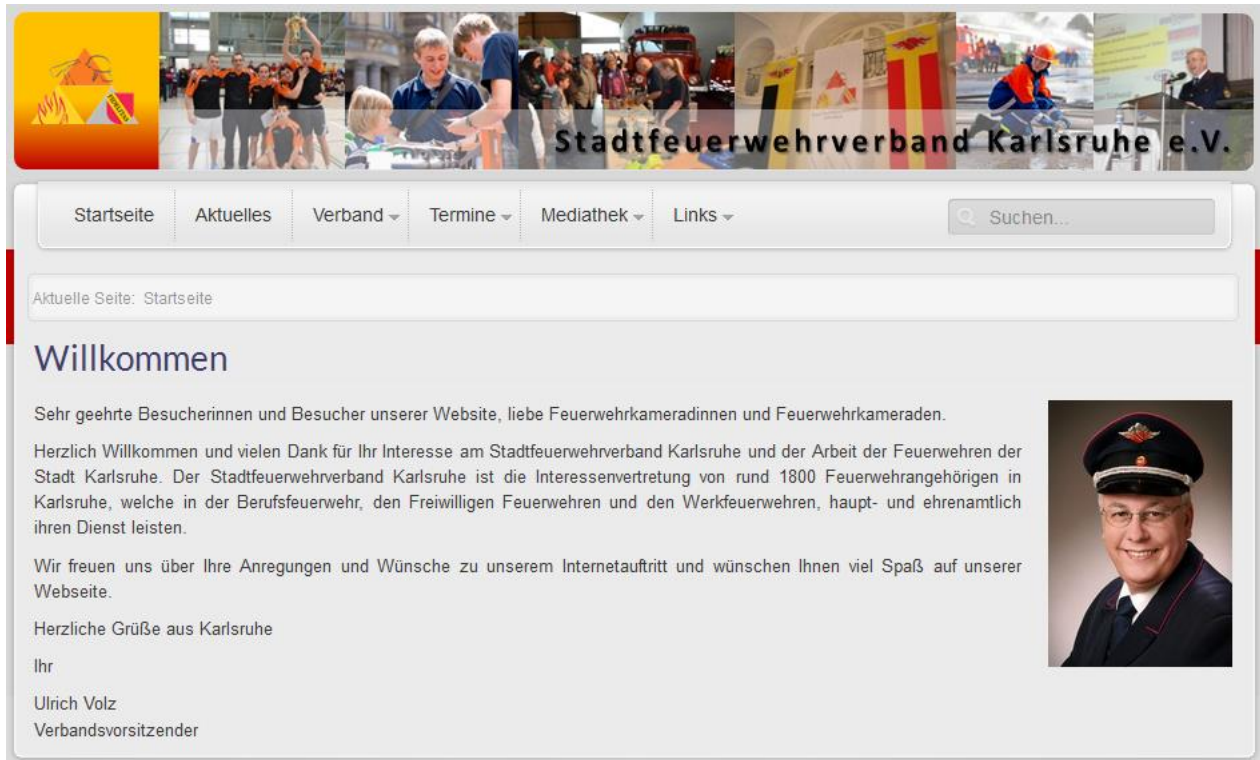 Stadtfeuerwehrverband Karlsruhe e.V.
Startseite
Aktuelles
Verband
Termine
Mediathek
Links
Suchen...
Aktuelle Seite: Startseite
Willkommen
Sehr geehrte Besucherinnen und Besucher unserer Website, liebe Feuerwehrkameradinnen und Feuerwehrkameraden.
Herzlich Willkommen und vielen Dank für Ihr Interesse am Stadtfeuerwehrverband Karlsruhe und der Arbeit der Feuerwehren der
Stadt Karlsruhe. Der Stadtfeuerwehrverband Karlsruhe ist die Interessenvertretung von rund 1800 Feuerwehrangehörigen in
Karlsruhe, welche in der Berufsfeuerwehr, den Freiwilligen Feuerwehren und den Werkfeuerwehren, haupt- und ehrenamtlich
ihren Dienst leisten.
Wir freuen uns über Ihre Anregungen und Wünsche zu unserem Internetauftritt und wünschen Ihnen viel Spaß auf unserer
Webseite.
Herzliche Grüße aus Karlsruhe
Ihr
Ulrich Volz
Verbandsvorsitzender